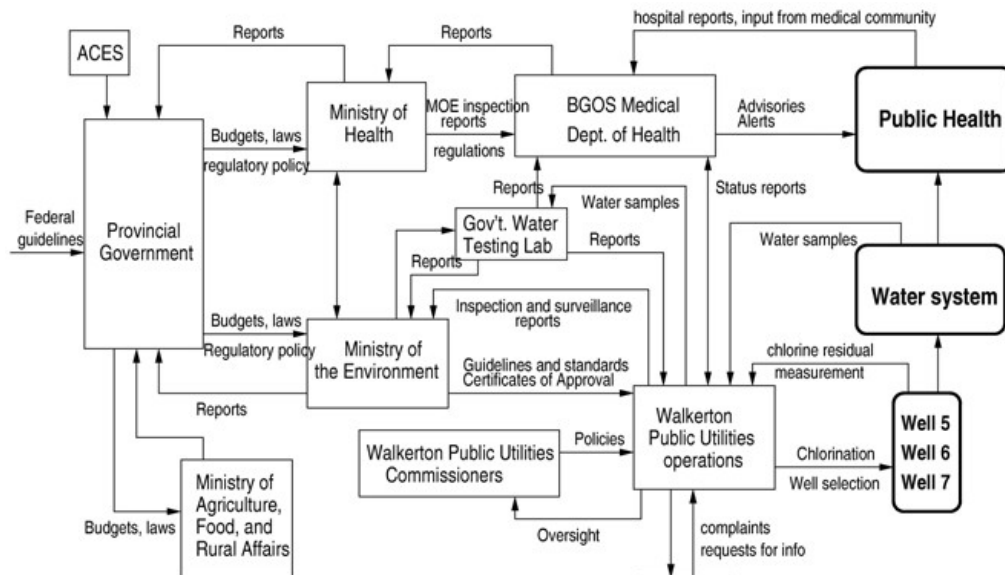 hospital reports, input from medical community
ACES
Reports
Reports
Ministry of
Health
MOE inspection
reports
regulations
BGOS Medical
Dept. of Health
Advisories
Alerts
Public Health
Budgets, laws
regulatory policy
Federal
guidelines
Provincial
Government
Reports
Water samples
Status reports
Gov't. Water
Testing Lab
Reports
Reports
Water samples
Water system
Inspection and surveillance
reports
Budgets, laws
Regulatory policy
Ministry of
the Environment
Guidelines and standards
Certificates of Approval
chlorine residual
measurement
Reports
Walkerton Public Utilities
Commissioners
Policies
Walkerton
Public Utilities
operations
Chlorination
Well selection
Well 5
Well 6
Well 7
Ministry of
Agriculture,
Food, and
Rural Affairs
Budgets, laws
Oversight
complaints
requests for info